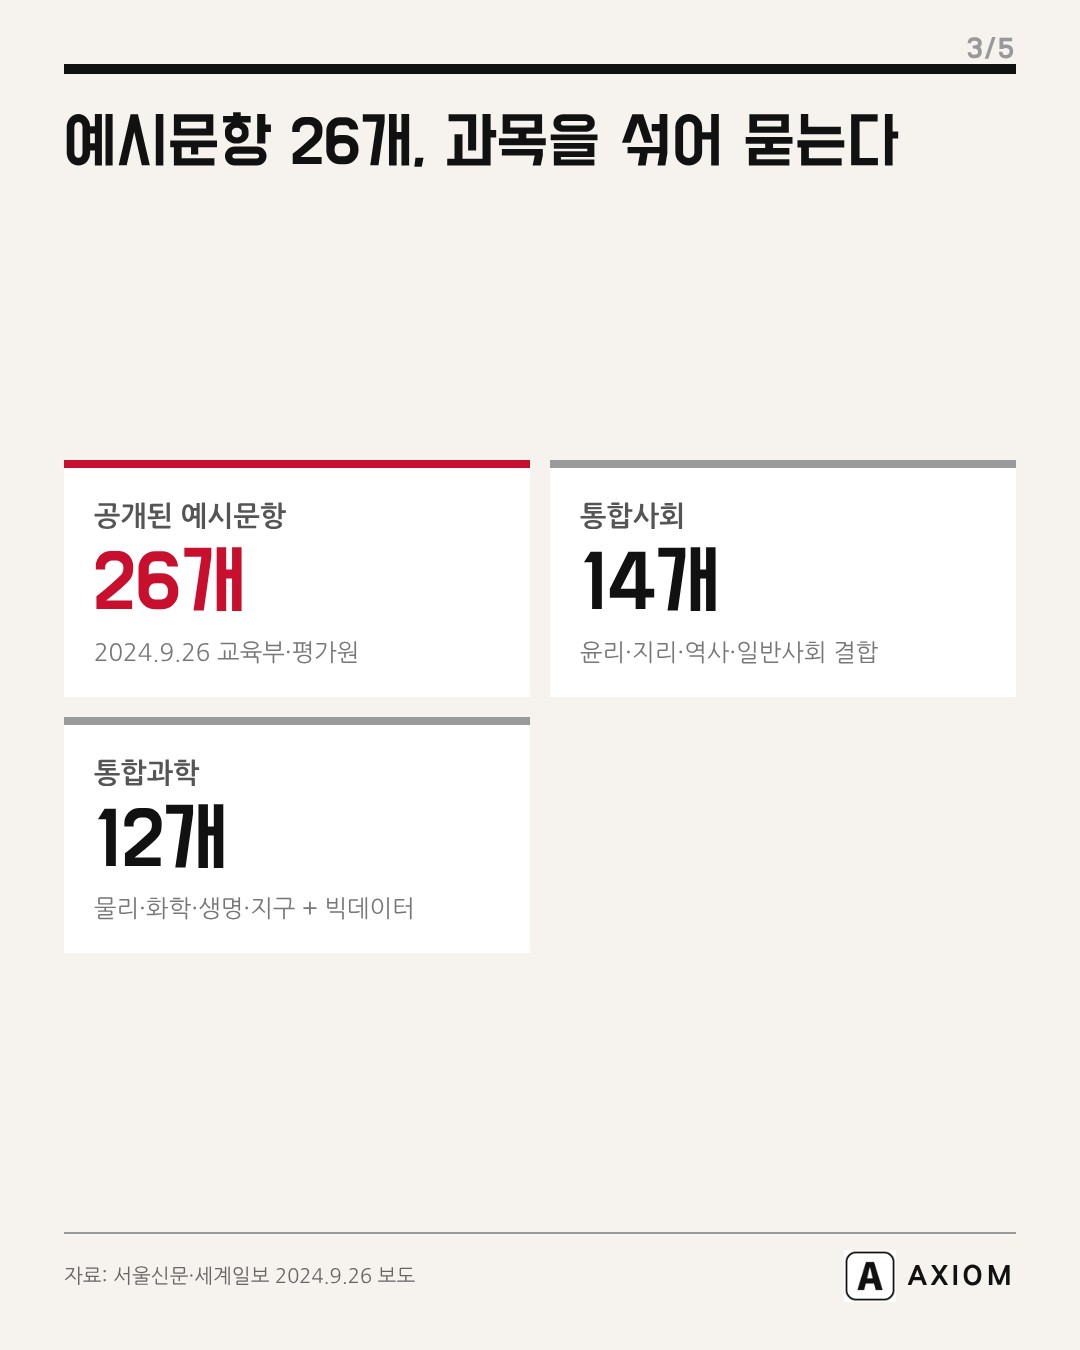 3/5
예시문항 26개, 과목을 섞어 묻는다
공개된 예시문항
26개
2024.9.26 교육부·평가원
통합사회
14개
윤리·지리·역사·일반사회 결합
통합과학
12개
물리·화학·생명·지구 + 빅데이터
자료: 서울신문·세계일보 2024.9.26 보도
A AXIOM